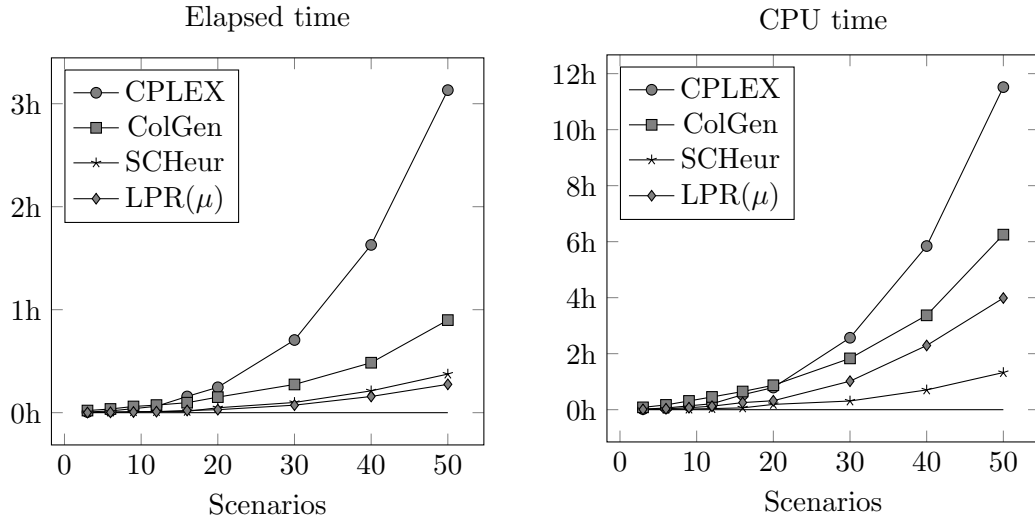 Elapsed time
3h
2h
1h
0h
CPLEX
ColGen
SCHeur
LPR(μ)
0 10 20 30 40 50
Scenarios
CPU time
12h
10h
8h
6h
4h
2h
0h
CPLEX
ColGen
SCHeur
LPR(μ)
0 10 20 30 40 50
Scenarios